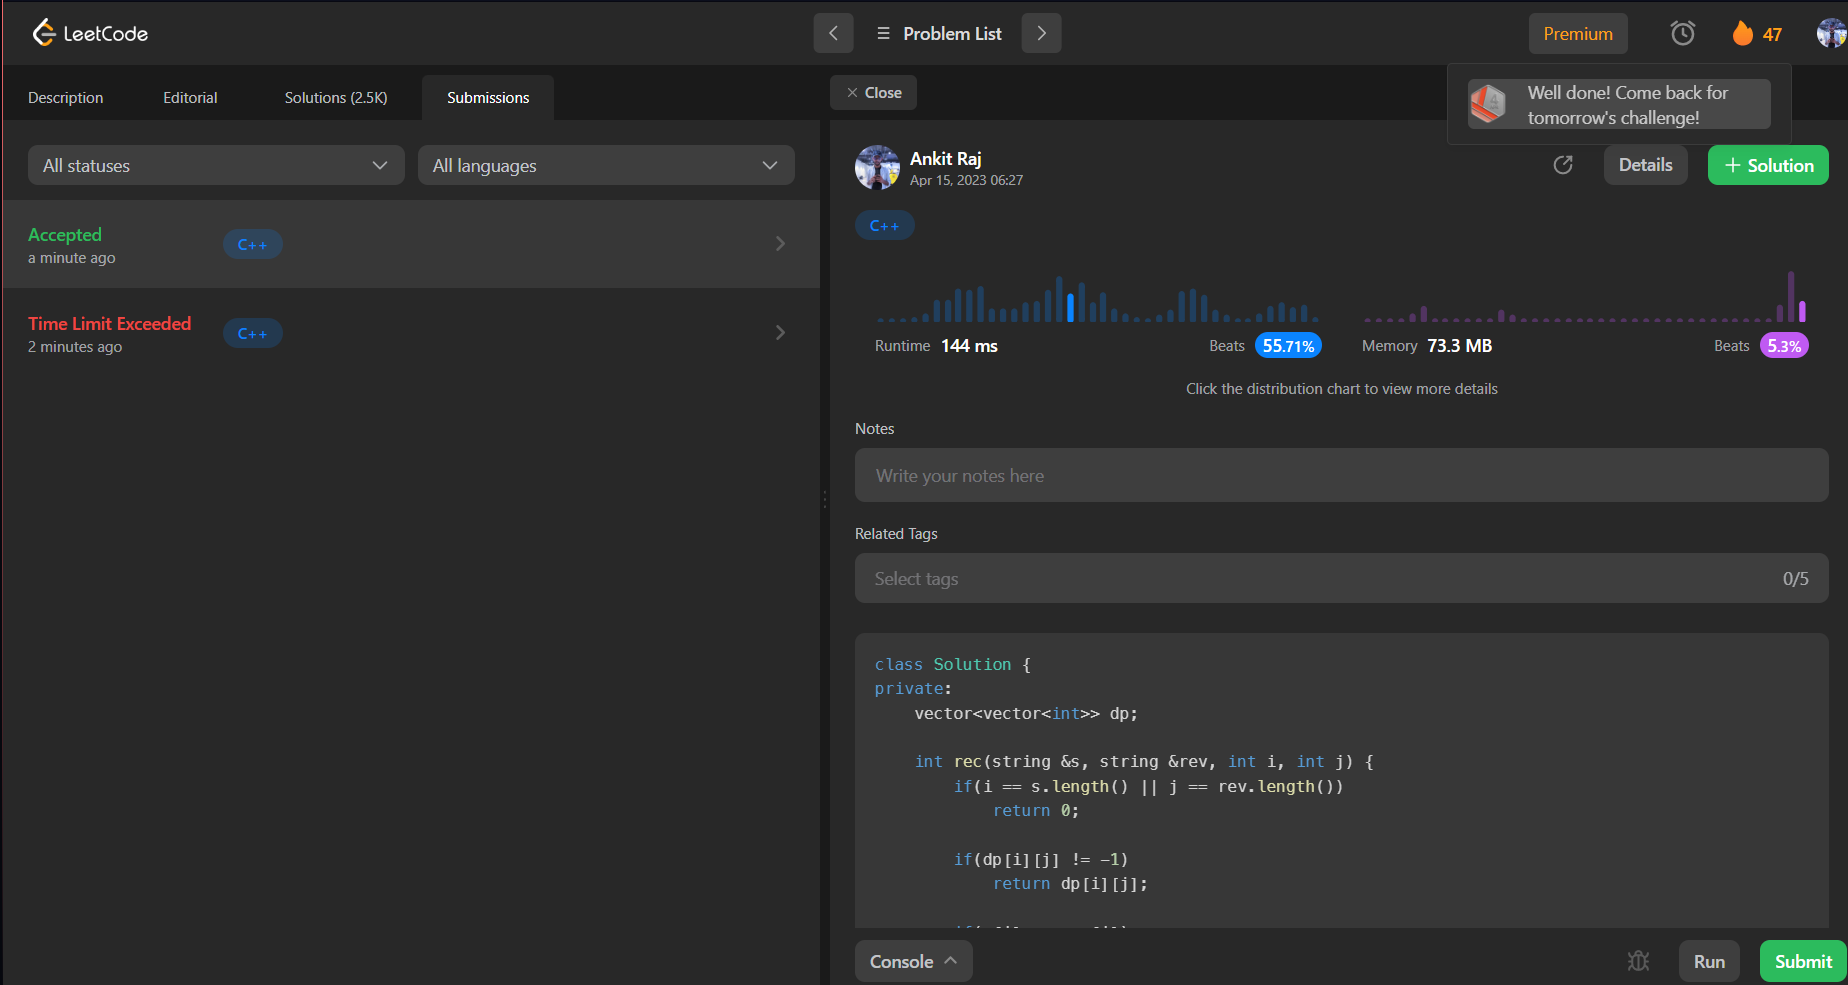 LeetCode
Problem List
Premium
47
Description
Editorial
Solutions (2.5K)
Submissions
Close
Well done! Come back for
tomorrow's challenge!
All statuses
All languages
Accepted
a minute ago
C++
Time Limit Exceeded
2 minutes ago
C++
Ankit Raj
Apr 15, 2023 06:27
Details
+ Solution
C++
Runtime 144 ms
Beats 55.71%
Memory 73.3 MB
Beats 5.3%
Click the distribution chart to view more details
Notes
Write your notes here
Related Tags
Select tags
0/5
class Solution {
private:
    vector<vector<int>> dp;
    int rec(string &s, string &rev, int i, int j) {
        if(i == s.length() || j == rev.length())
            return 0;
        if(dp[i][j] != -1)
            return dp[i][j];
Console
Run
Submit